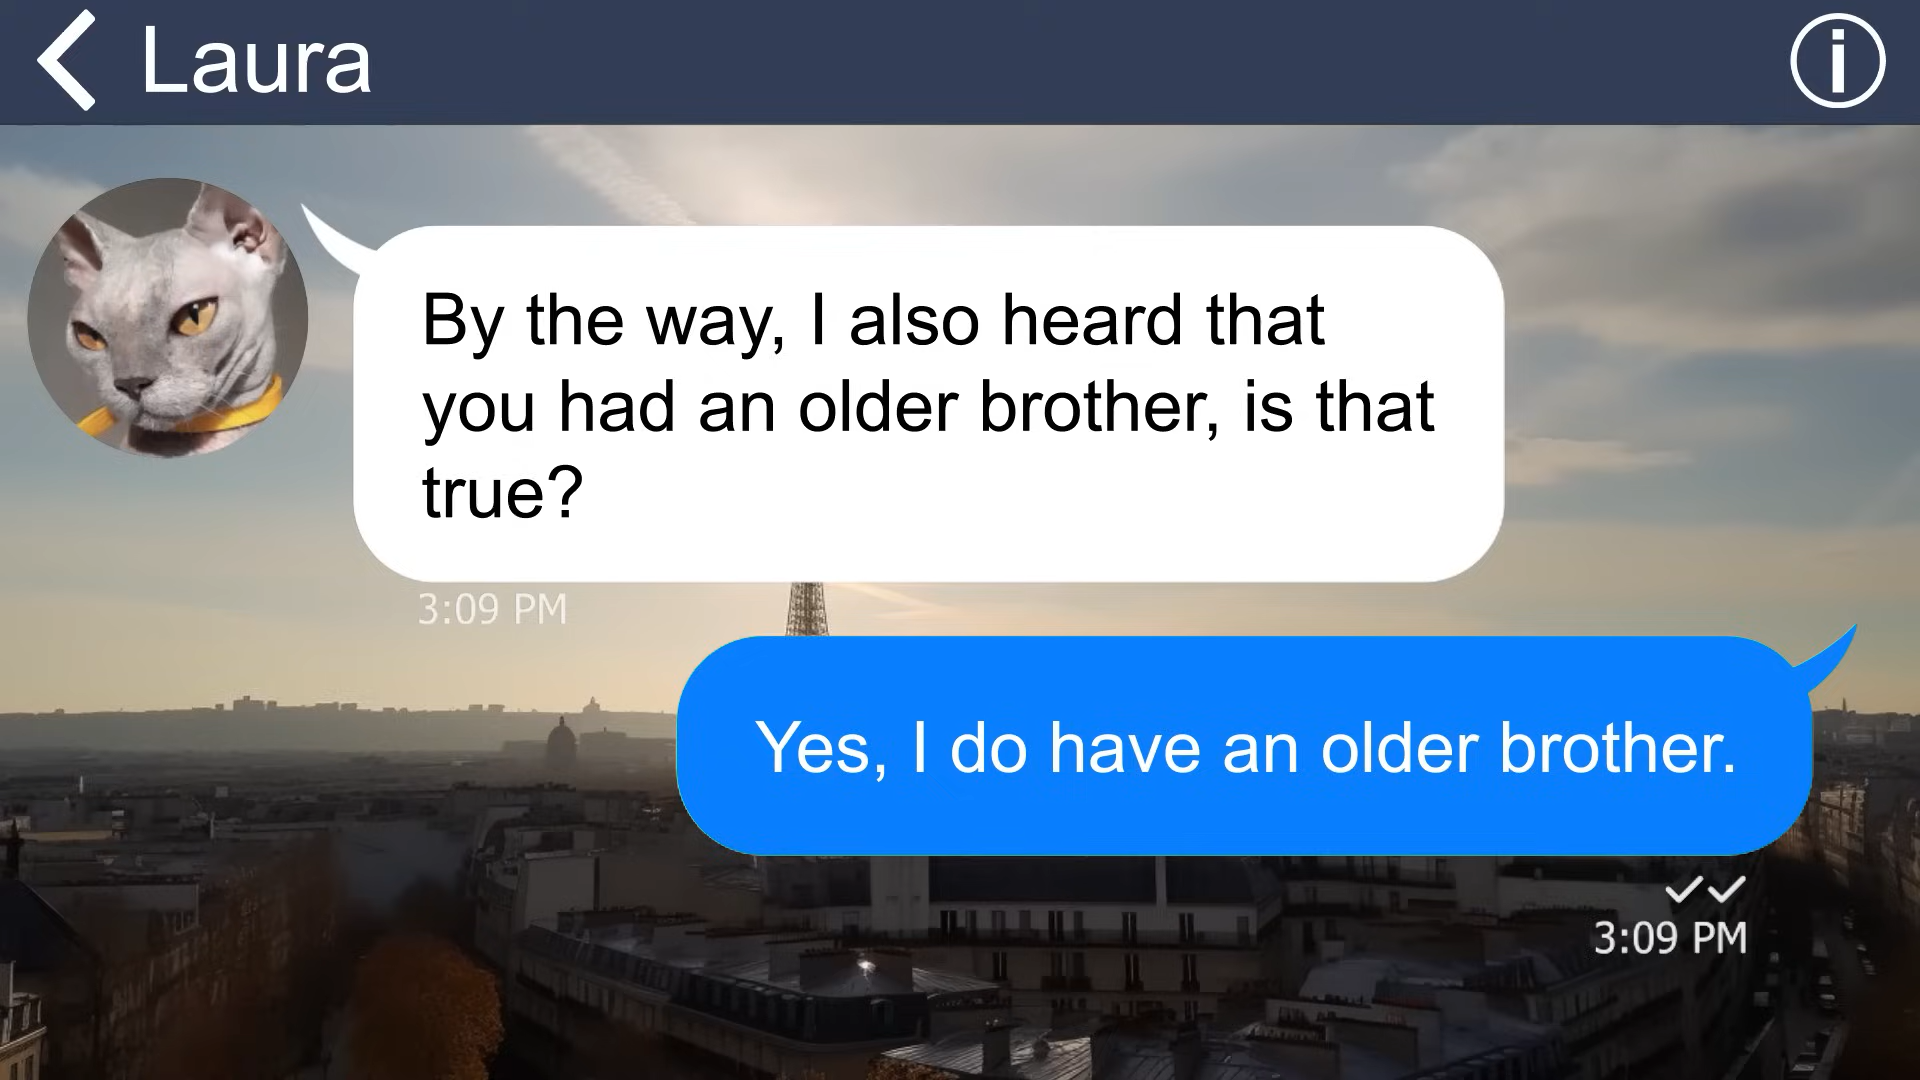 Laura
By the way, I also heard that
you had an older brother, is that
true?
3:09 PM
Yes, I do have an older brother.
3:09 PM